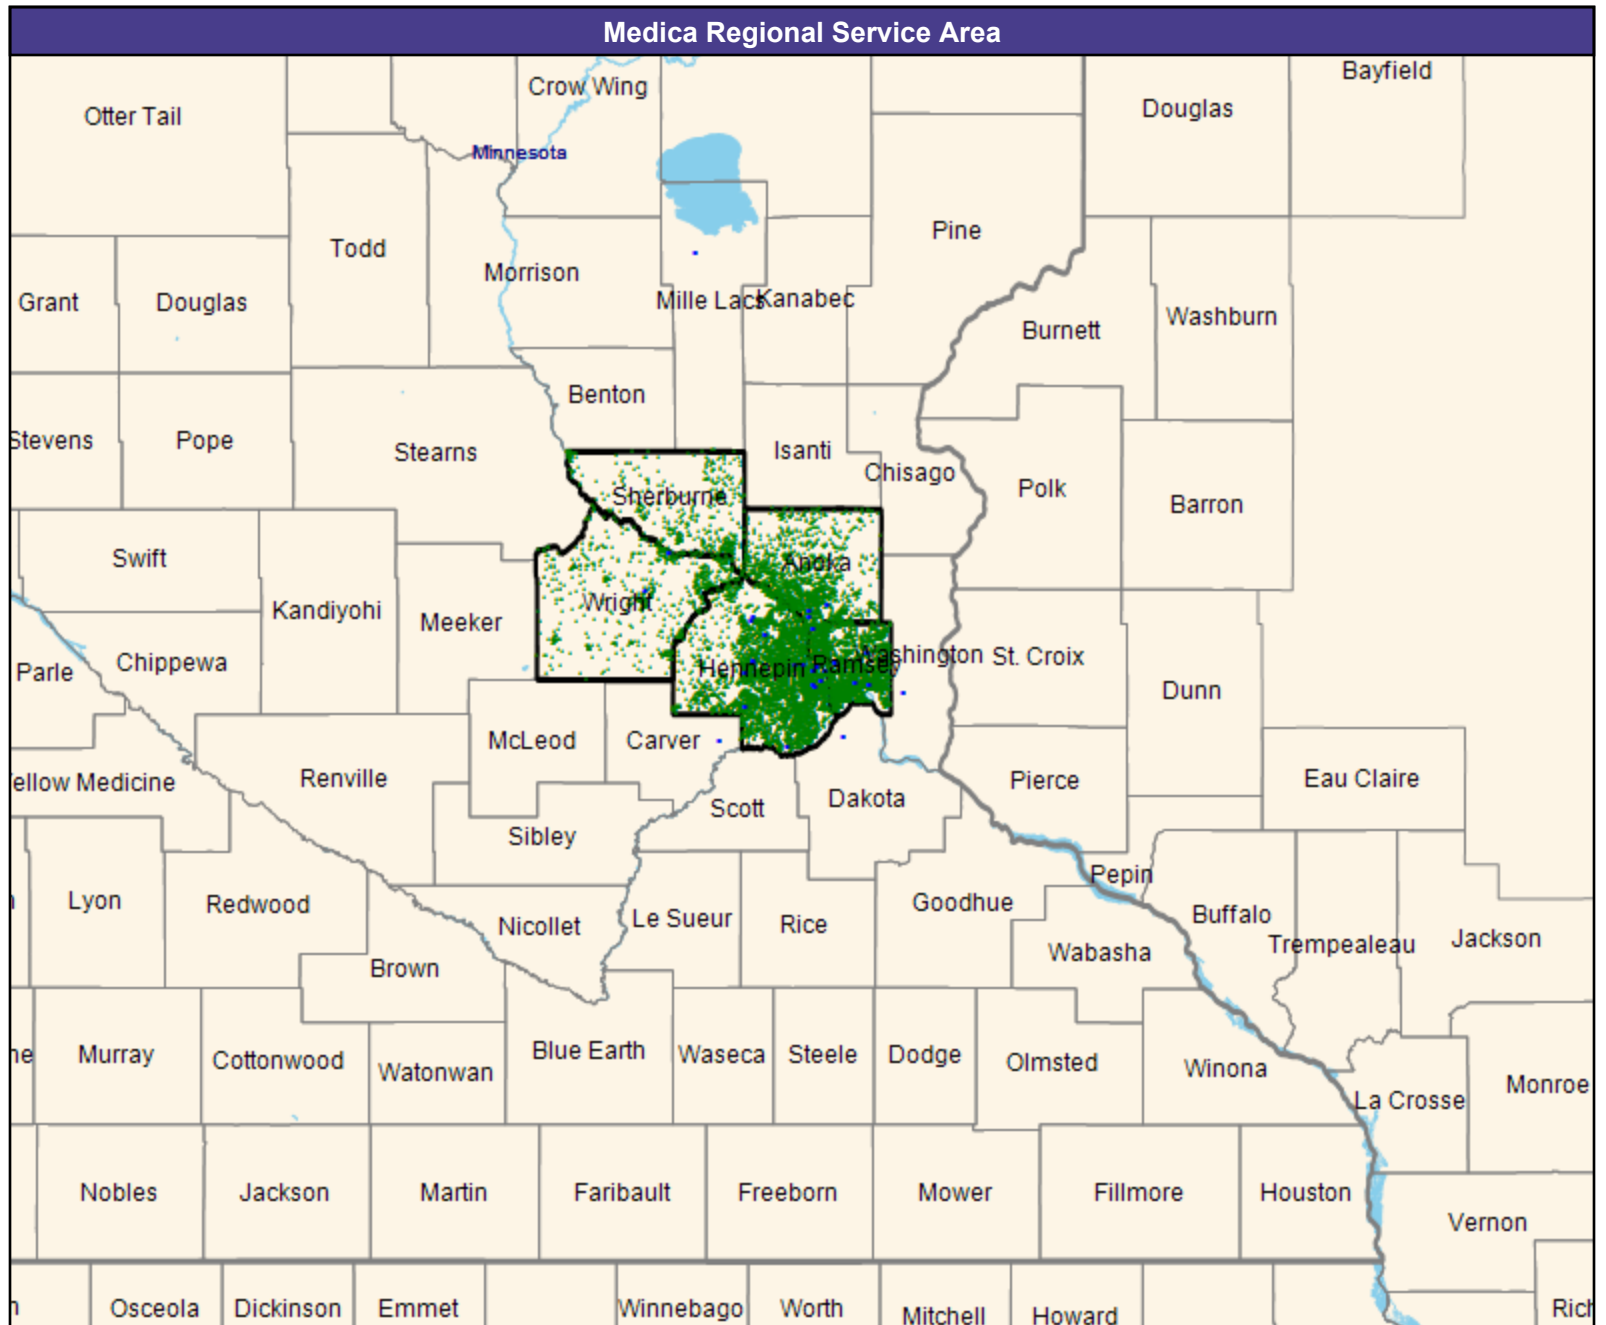 Medica Regional Service Area
Bayfield
Crow Wing
Douglas
Otter Tail
Minnesota
Pine
Todd
Morrison
Mille Lacs
Kanabec
Grant
Douglas
Washburn
Burnett
Benton
Stevens
Pope
Stearns
Isanti
Chisago
Polk
Barron
Sherburne
Swift
Anoka
Kandiyohi
Wright
Meeker
Parle
Chippewa
Hennepin
Ramsey
Washington
St. Croix
Dunn
McLeod
Carver
Renville
ellow Medicine
Pierce
Eau Claire
Scott
Dakota
Sibley
Pepin
Lyon
Redwood
Nicollet
Le Sueur
Rice
Goodhue
Buffalo
Trempealeau
Jackson
Brown
Wabasha
ne
Murray
Cottonwood
Watonwan
Blue Earth
Waseca
Steele
Dodge
Olmsted
Winona
La Crosse
Monroe
Nobles
Jackson
Martin
Faribault
Freeborn
Mower
Fillmore
Houston
Vernon
Osceola
Dickinson
Emmet
Winnebago
Worth
Mitchell
Howard
Rich